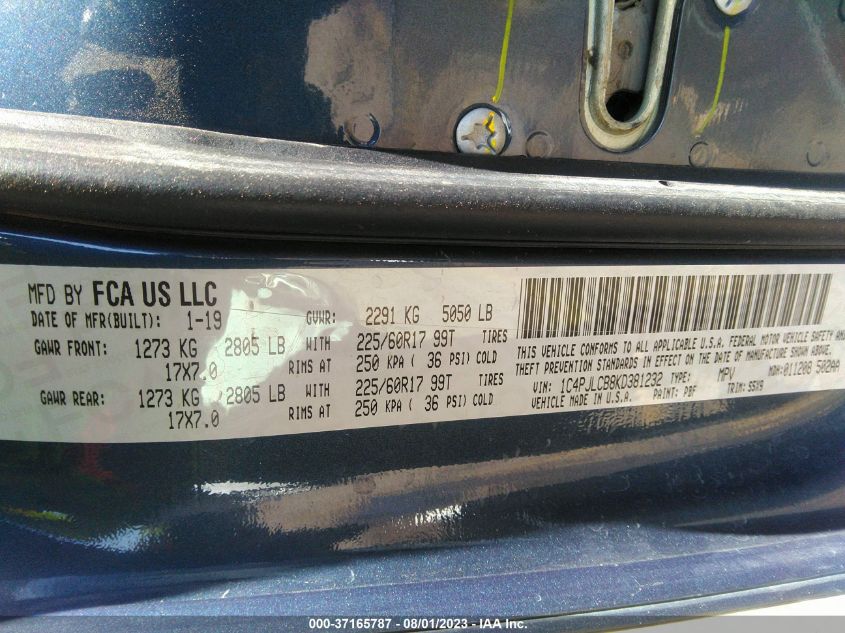 MFD BY FCA US LLC
DATE OF MFR(BUILT): 1-19 GVWR: 2291 KG 5050 LB
GAWR FRONT: 1273 KG 2805 LB WITH 225/60R17 99T TIRES
17X7.0 RIMS AT 250 KPA ( 36 PSI) COLD
GAWR REAR: 1273 KG 2805 LB WITH 225/60R17 99T TIRES
17X7.0 RIMS AT 250 KPA ( 36 PSI) COLD
THIS VEHICLE CONFORMS TO ALL APPLICABLE U.S.A. FEDERAL MOTOR VEHICLE SAFETY AND
THEFT PREVENTION STANDARDS IN EFFECT ON THE DATE OF MANUFACTURE SHOWN ABOVE
VIN: 1C4PJLCB8KD381232 TYPE: MPV MDH: 011208 502AA
VEHICLE MADE IN U.S.A. PAINT: PBF TRIM: S5X9
000-37165787 - 08/01/2023 - IAA Inc.